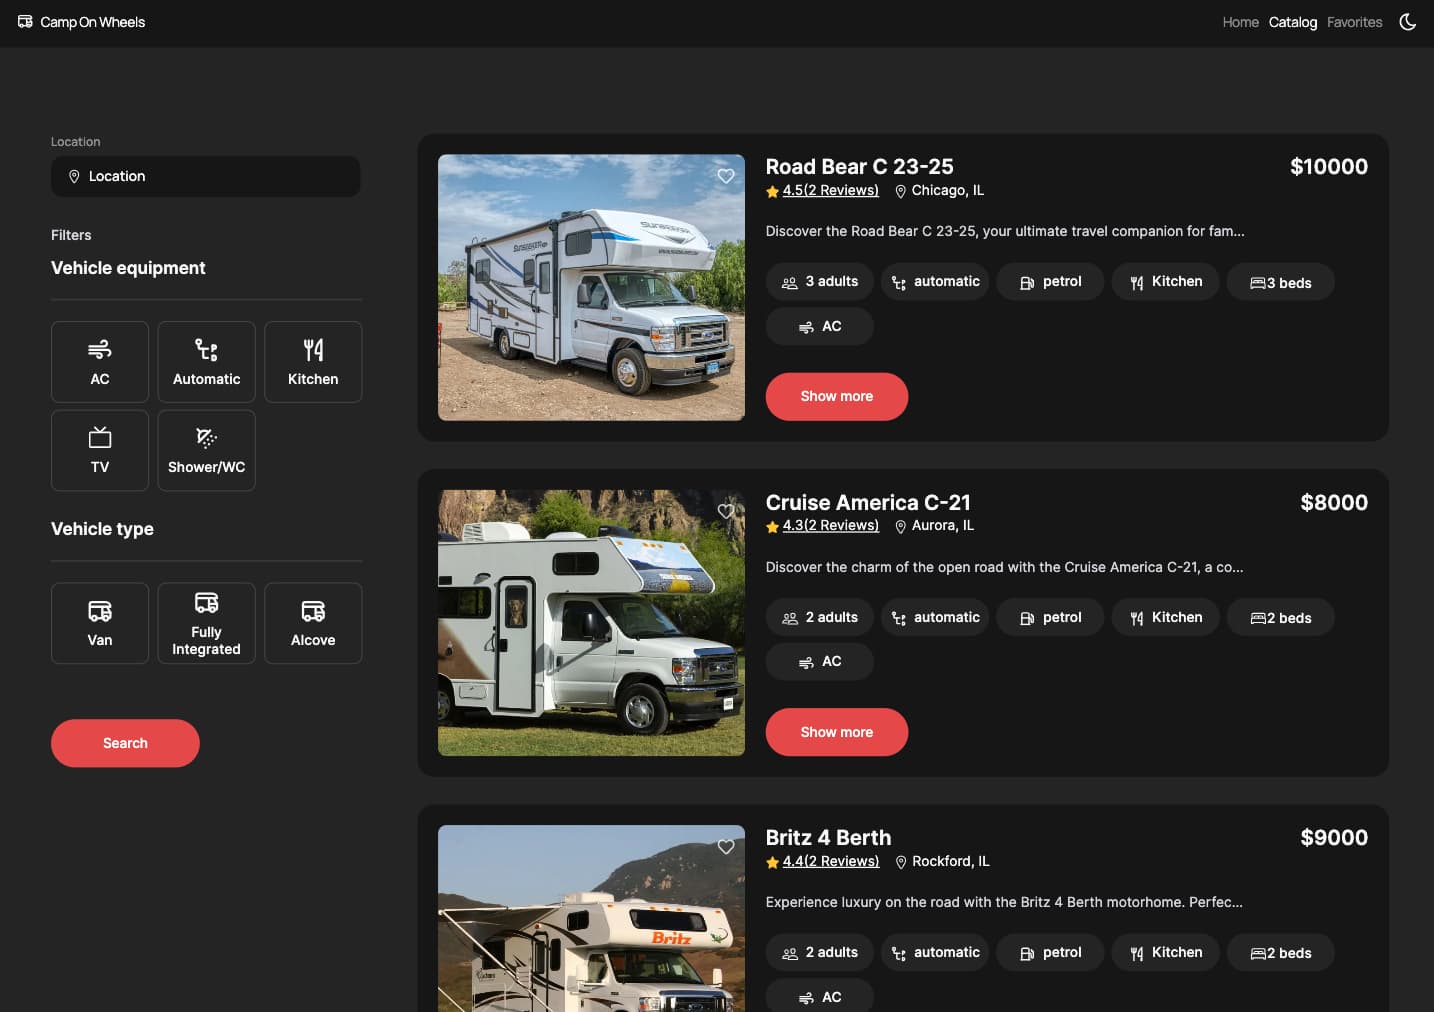 Camp On Wheels
Home Catalog Favorites
Location
Location
Filters
Vehicle equipment
AC
Automatic
Kitchen
TV
Shower/WC
Vehicle type
Van
Fully
Integrated
Alcove
Search
Road Bear C 23-25
$10000
4.5(2 Reviews) Chicago, IL
Discover the Road Bear C 23-25, your ultimate travel companion for fam...
3 adults automatic petrol Kitchen 3 beds
AC
Show more
SUNSEEKER
SUNSEEKER
Cruise America C-21
$8000
4.3(2 Reviews) Aurora, IL
Discover the charm of the open road with the Cruise America C-21, a co...
2 adults automatic petrol Kitchen 2 beds
AC
Show more
Britz 4 Berth
$9000
4.4(2 Reviews) Rockford, IL
Experience luxury on the road with the Britz 4 Berth motorhome. Perfec...
2 adults automatic petrol Kitchen 2 beds
AC
Britz